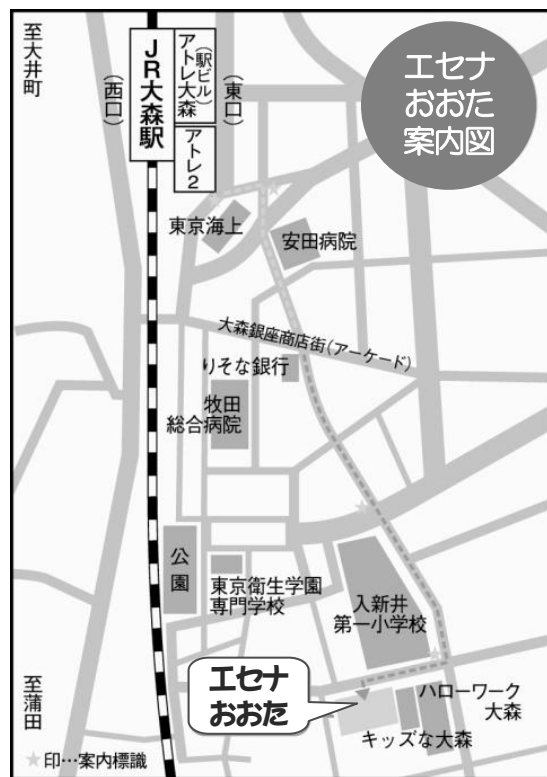 至大井町
JR大森駅
(駅ビル)
アトレ大森
アトレ2
(西口)
(東口)
エセナ
おおた
案内図
東京海上
安田病院
大森銀座商店街(アーケード)
りそな銀行
牧田
総合病院
公園
東京衛生学園
専門学校
入新井
第一小学校
エセナ
おおた
ハローワーク
大森
キッズな大森
至蒲田
★印…案内標識